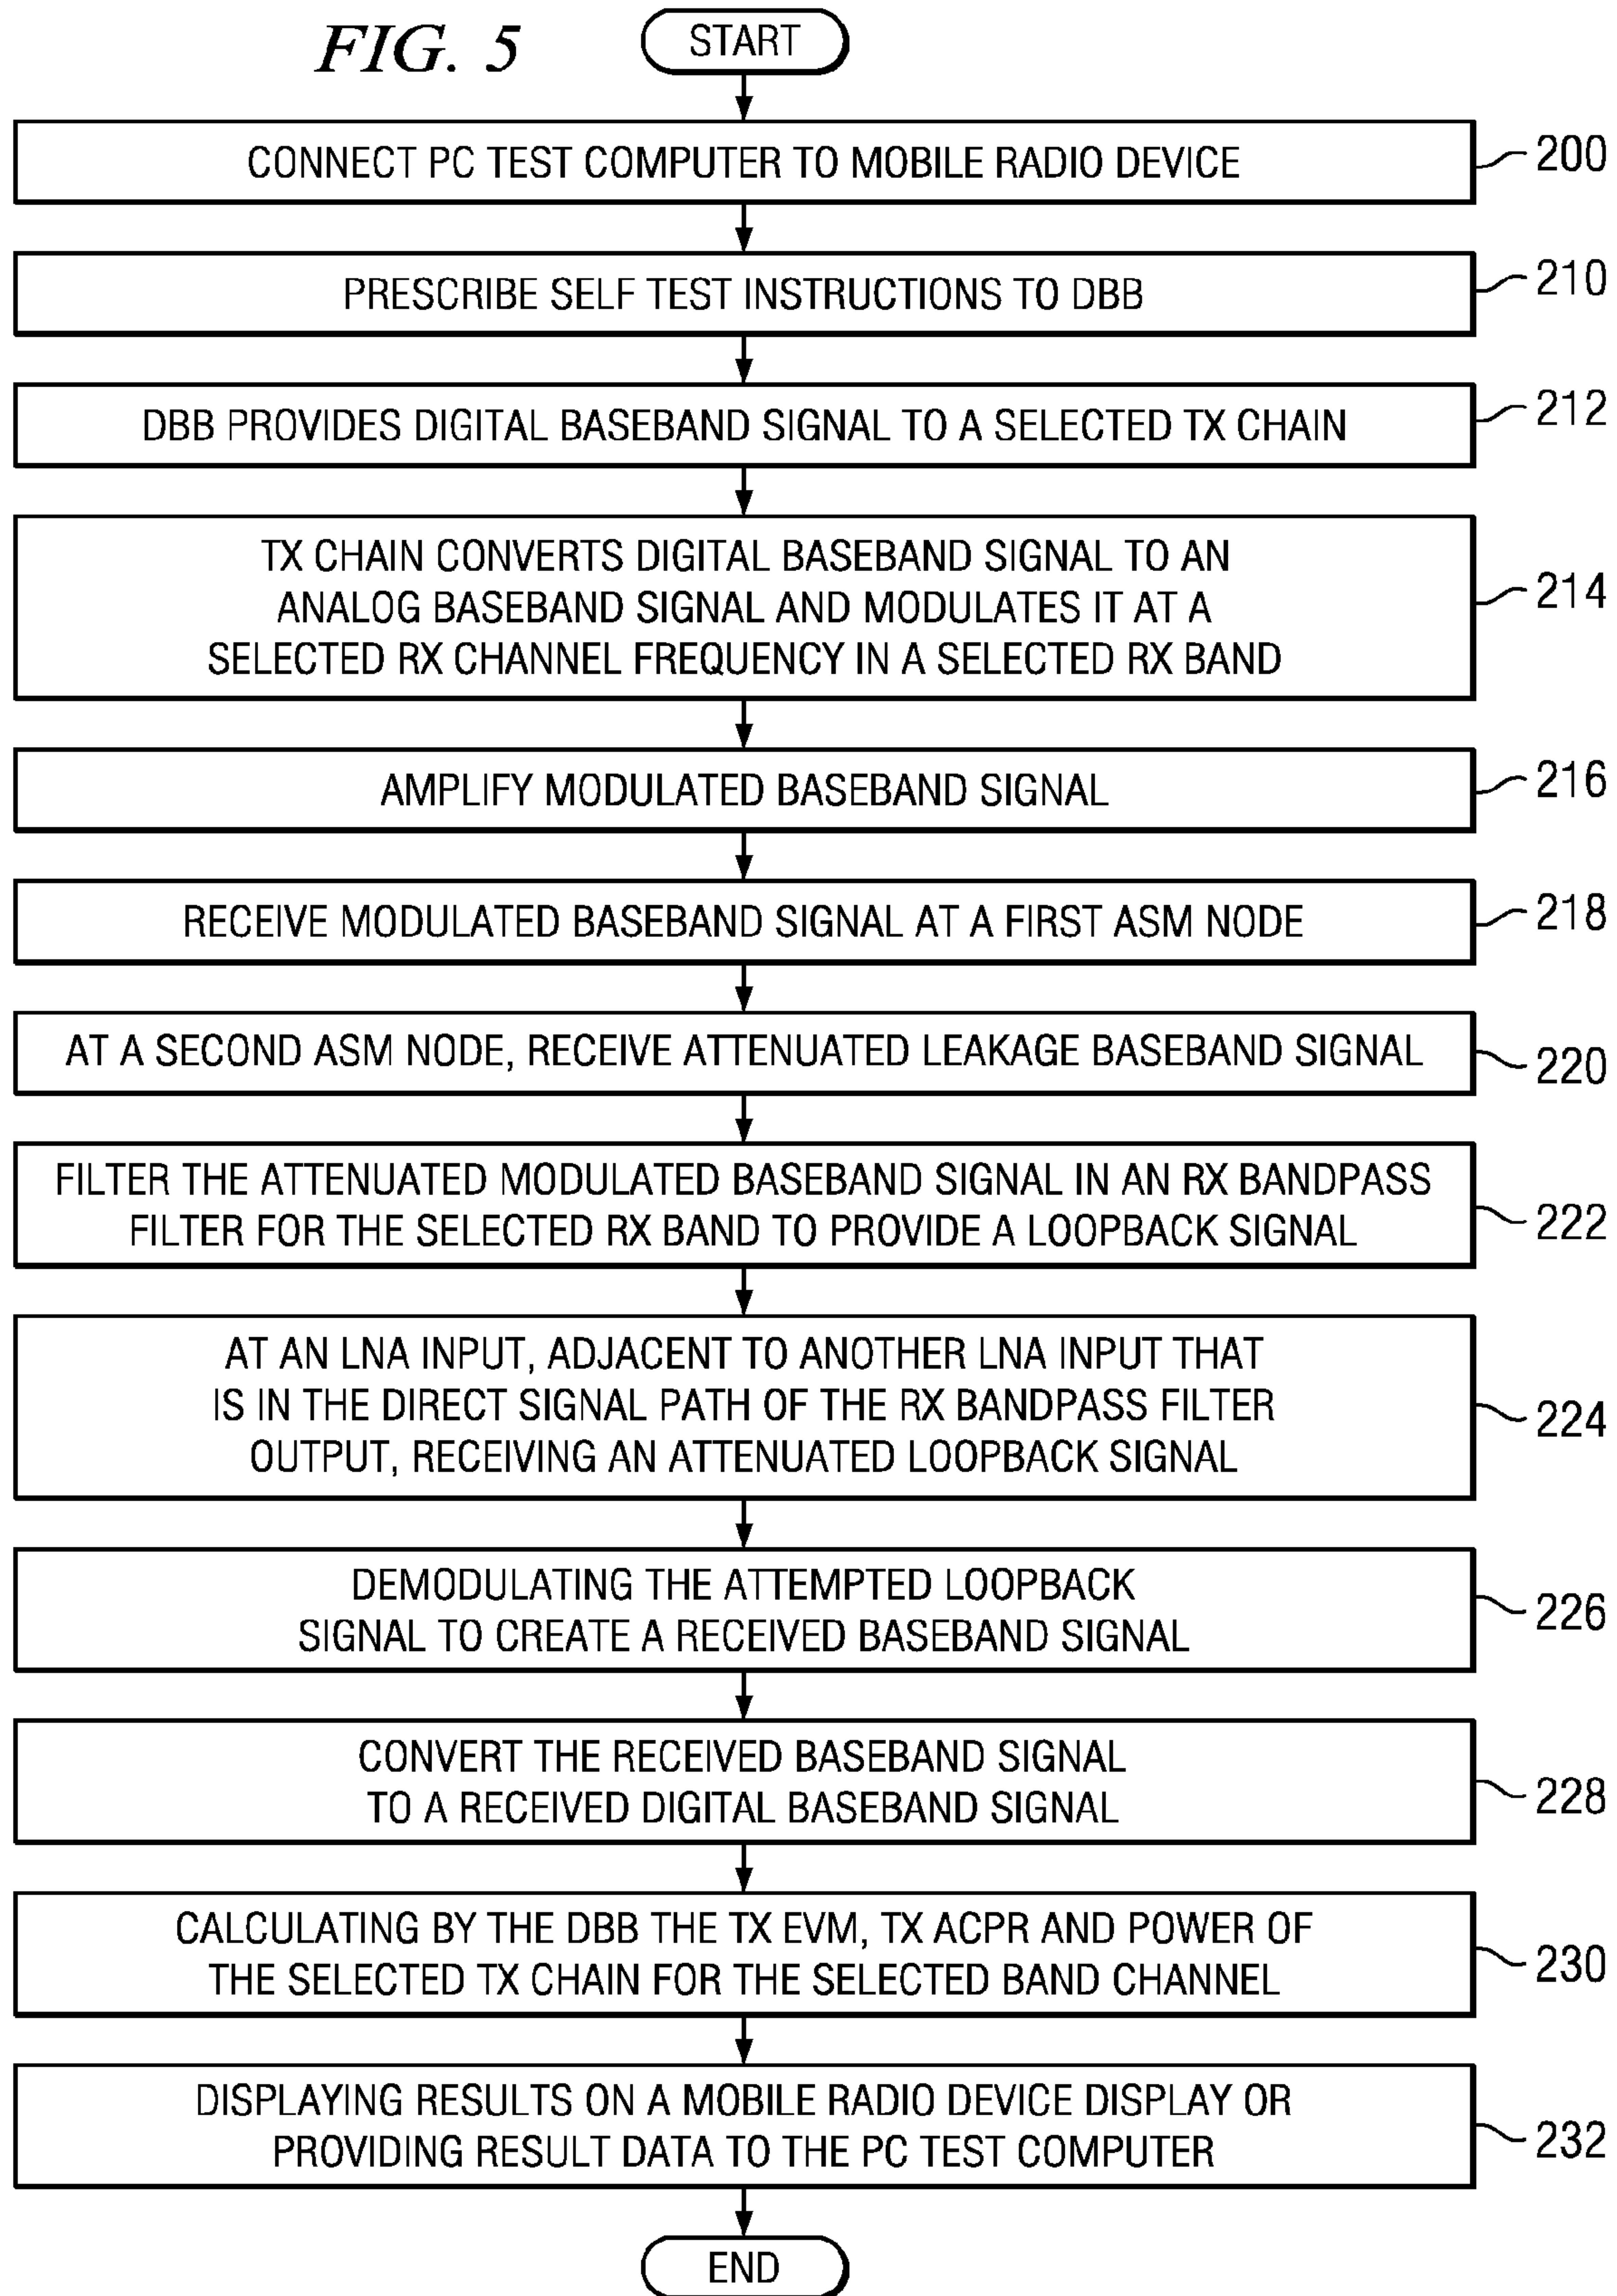 FIG. 5
START
CONNECT PC TEST COMPUTER TO MOBILE RADIO DEVICE
200
PRESCRIBE SELF TEST INSTRUCTIONS TO DBB
210
DBB PROVIDES DIGITAL BASEBAND SIGNAL TO A SELECTED TX CHAIN
212
TX CHAIN CONVERTS DIGITAL BASEBAND SIGNAL TO AN
ANALOG BASEBAND SIGNAL AND MODULATES IT AT A
SELECTED RX CHANNEL FREQUENCY IN A SELECTED RX BAND
214
AMPLIFY MODULATED BASEBAND SIGNAL
216
RECEIVE MODULATED BASEBAND SIGNAL AT A FIRST ASM NODE
218
AT A SECOND ASM NODE, RECEIVE ATTENUATED LEAKAGE BASEBAND SIGNAL
220
FILTER THE ATTENUATED MODULATED BASEBAND SIGNAL IN AN RX BANDPASS
FILTER FOR THE SELECTED RX BAND TO PROVIDE A LOOPBACK SIGNAL
222
AT AN LNA INPUT, ADJACENT TO ANOTHER LNA INPUT THAT
IS IN THE DIRECT SIGNAL PATH OF THE RX BANDPASS FILTER
OUTPUT, RECEIVING AN ATTENUATED LOOPBACK SIGNAL
224
DEMODULATING THE ATTEMPTED LOOPBACK
SIGNAL TO CREATE A RECEIVED BASEBAND SIGNAL
226
CONVERT THE RECEIVED BASEBAND SIGNAL
TO A RECEIVED DIGITAL BASEBAND SIGNAL
228
CALCULATING BY THE DBB THE TX EVM, TX ACPR AND POWER OF
THE SELECTED TX CHAIN FOR THE SELECTED BAND CHANNEL
230
DISPLAYING RESULTS ON A MOBILE RADIO DEVICE DISPLAY OR
PROVIDING RESULT DATA TO THE PC TEST COMPUTER
232
END